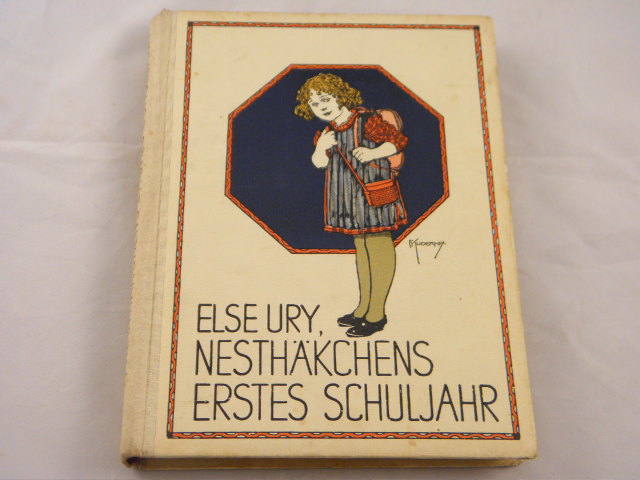 ELSE URY,
NESTHÄKCHENS
ERSTES SCHULJAHR